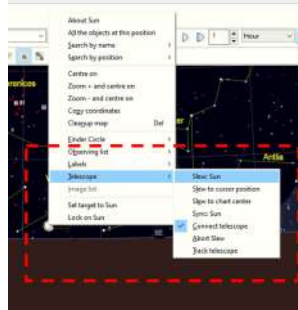 1
Hour
About Sun
All the objects at this position
Search by name
Search by position
Centre on
Zoom + and centre on
Zoom - and centre on
Copy coordinates
Cleanup map Del
Finder Circle
Observing list
Labels
Telescope
Image list
Set target to Sun
Lock on Sun
Antlia
Slew: Sun
Slew to cursor position
Slew to chart center
Sync: Sun
Connect telescope
Abort Slew
Track telescope